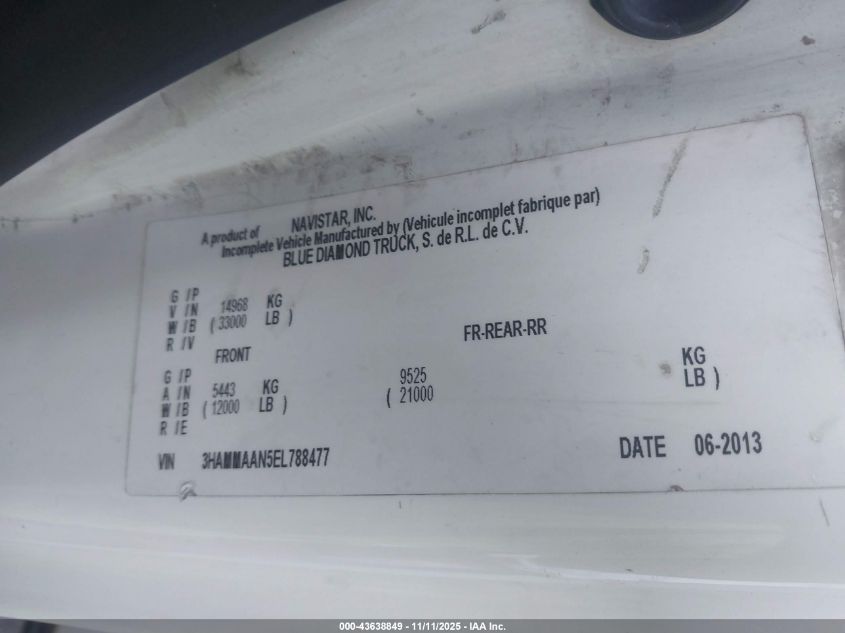 A product of NAVISTAR, INC.
Incomplete Vehicle Manufactured by (Vehicule incomplet fabrique par)
BLUE DIAMOND TRUCK, S. de R.L. de C.V.
G /P
V /N 14968 KG
W /B ( 33000 LB )
R /V
FRONT FR-REAR-RR
G /P
A /N 5443 KG 9525 KG
W /B ( 12000 LB ) ( 21000 LB )
R /E
VIN 3HAMMAAN5EL788477 DATE 06-2013
000-43638849 - 11/11/2025 - IAA Inc.